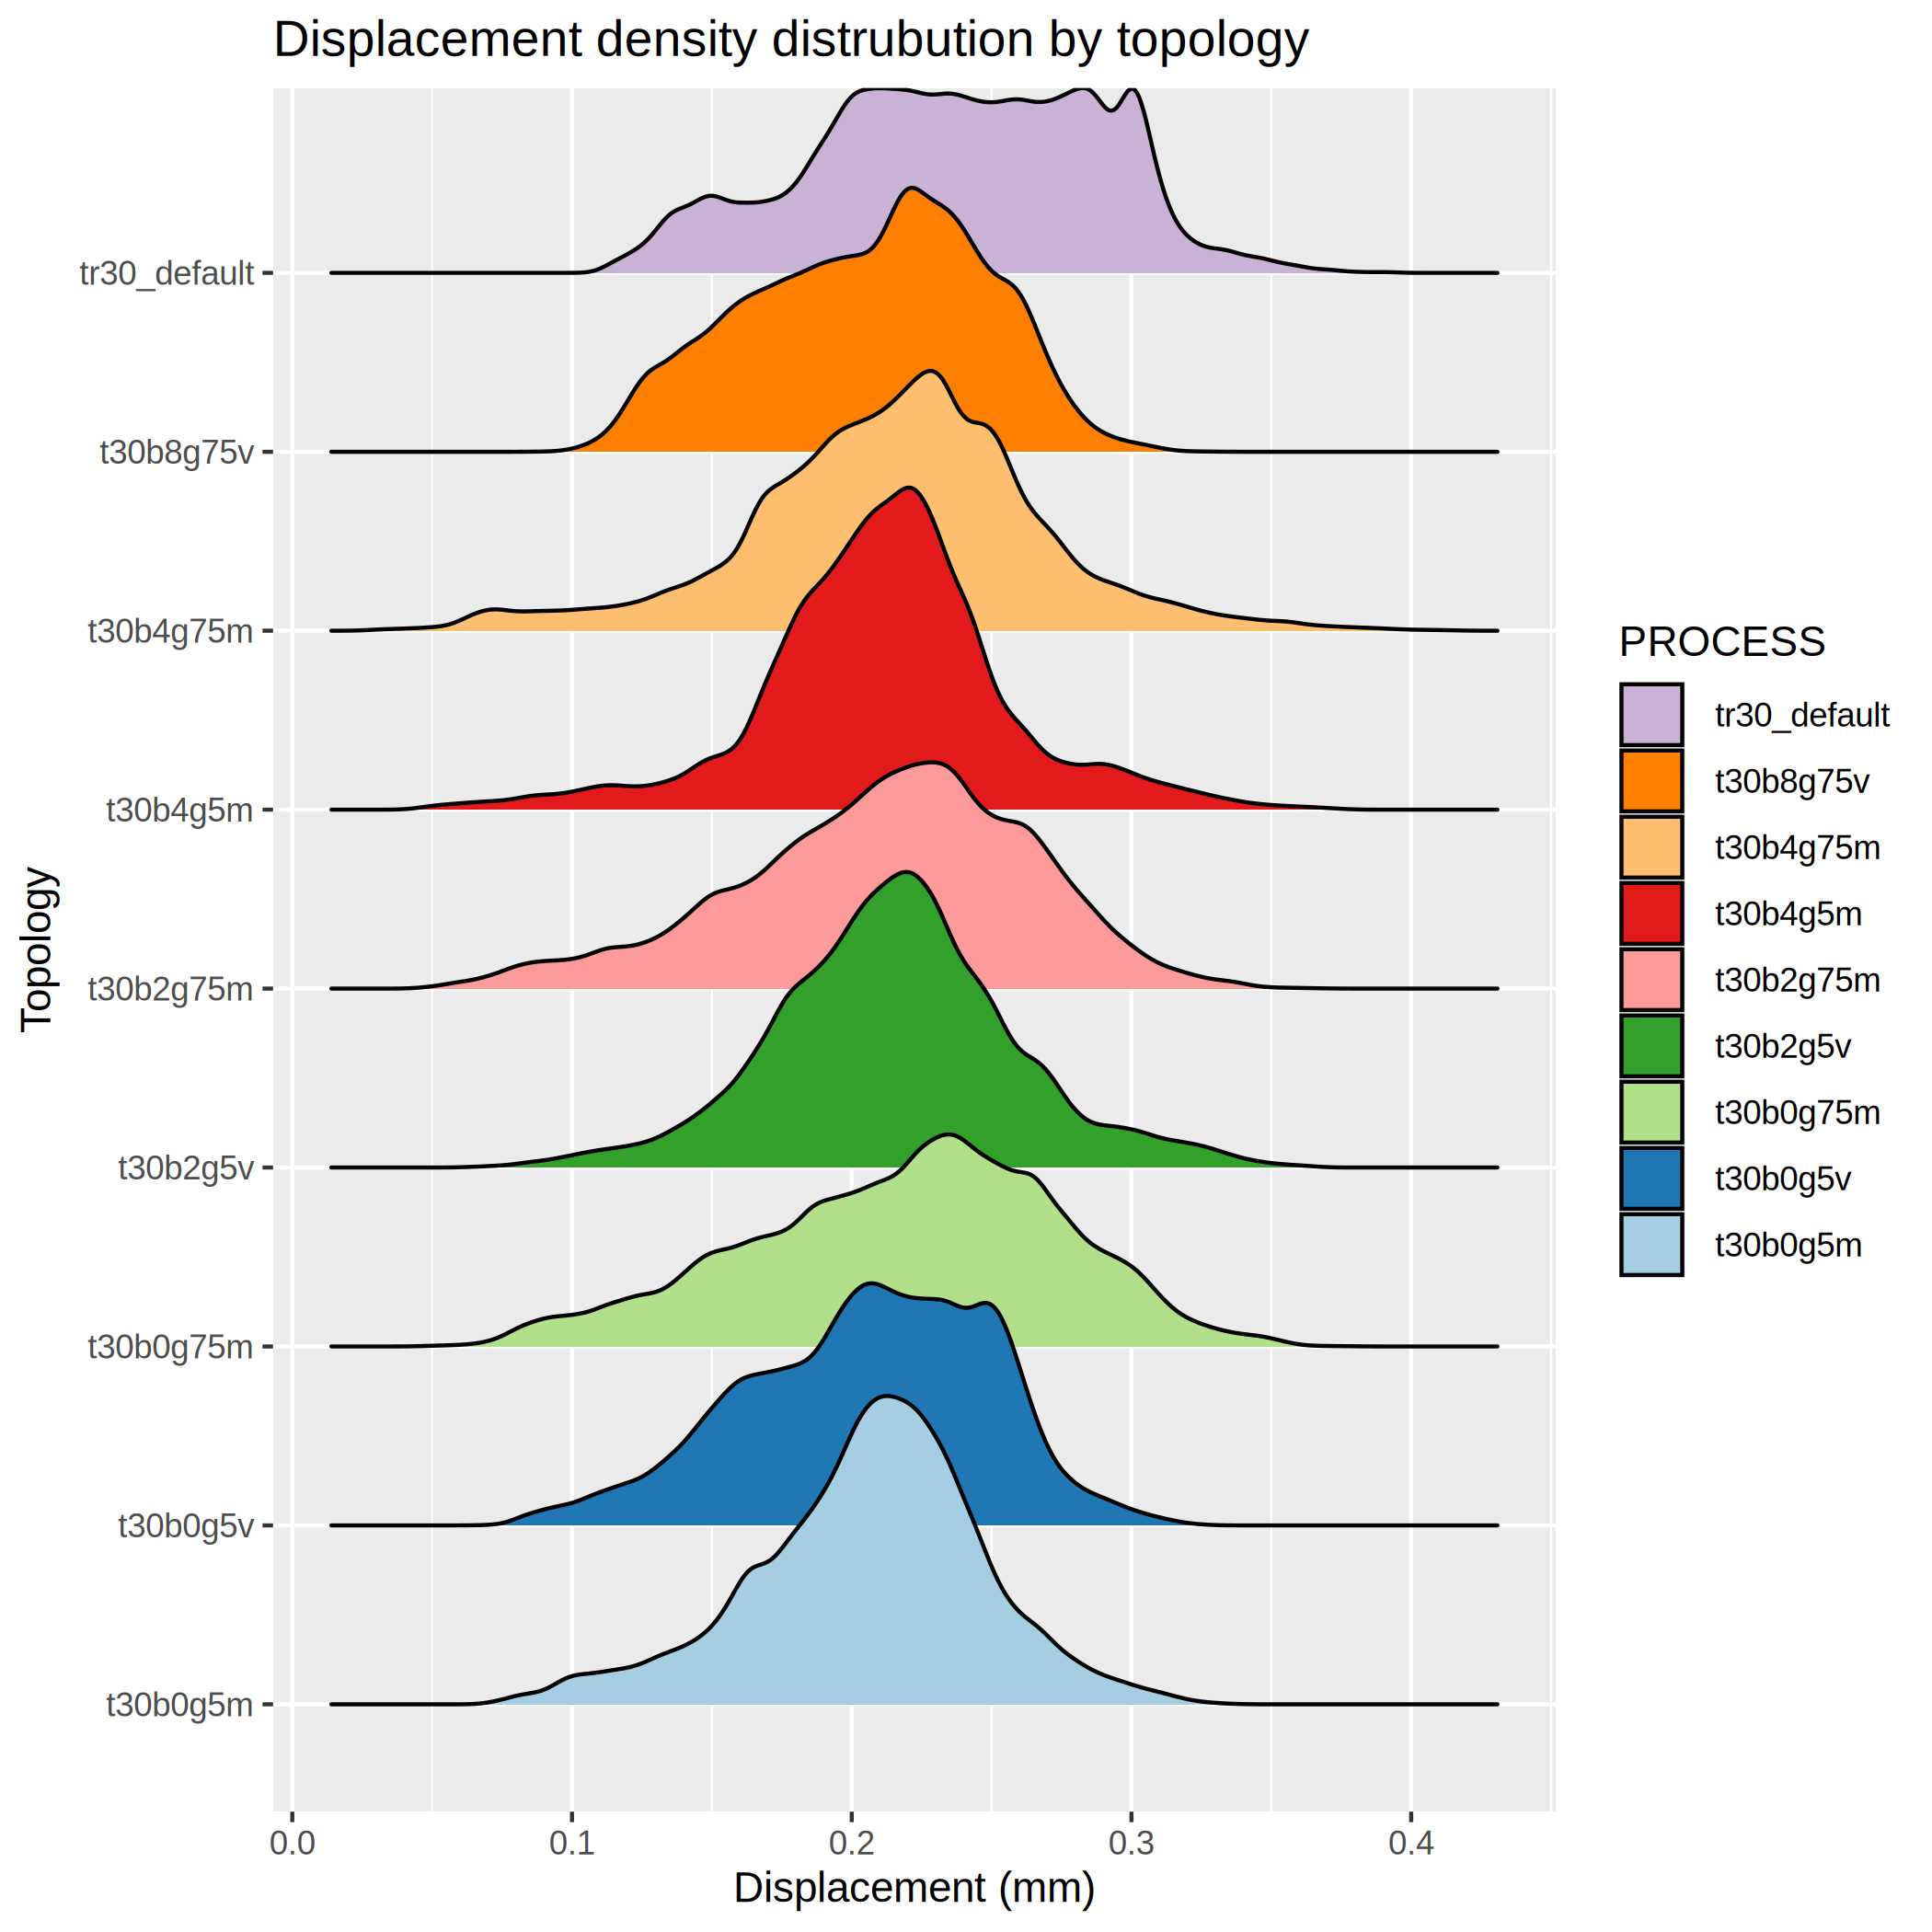 Displacement density distrubution by topology
tr30_default
t30b8g75v
t30b4g75m
t30b4g5m
t30b2g75m
t30b2g5v
t30b0g75m
t30b0g5v
t30b0g5m
Topology
0.0 0.1 0.2 0.3 0.4
Displacement (mm)
PROCESS
tr30_default
t30b8g75v
t30b4g75m
t30b4g5m
t30b2g75m
t30b2g5v
t30b0g75m
t30b0g5v
t30b0g5m